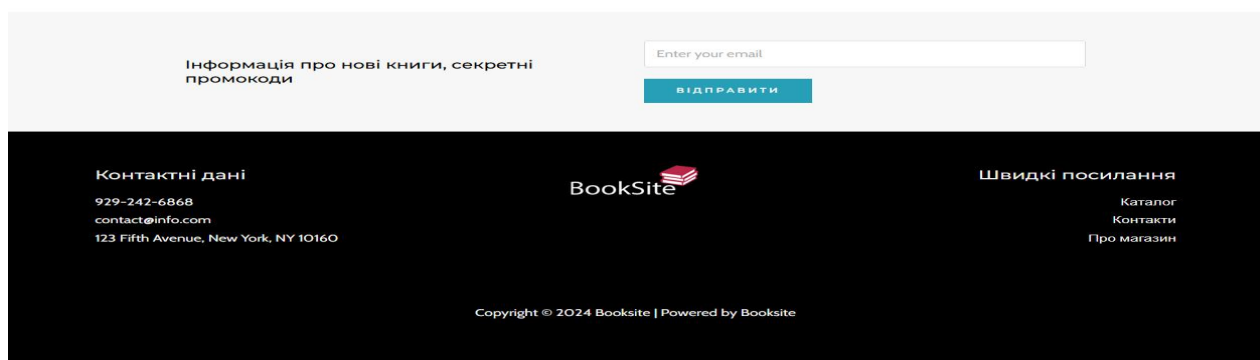 Інформація про нові книги, секретні
промокоди
Enter your email
ВІДПРАВИТИ
Контактні дані
929-242-6868
contact@info.com
123 Fifth Avenue, New York, NY 10160
BookSite
Швидкі посилання
Каталог
Контакти
Про магазин
Copyright © 2024 Booksite | Powered by Booksite